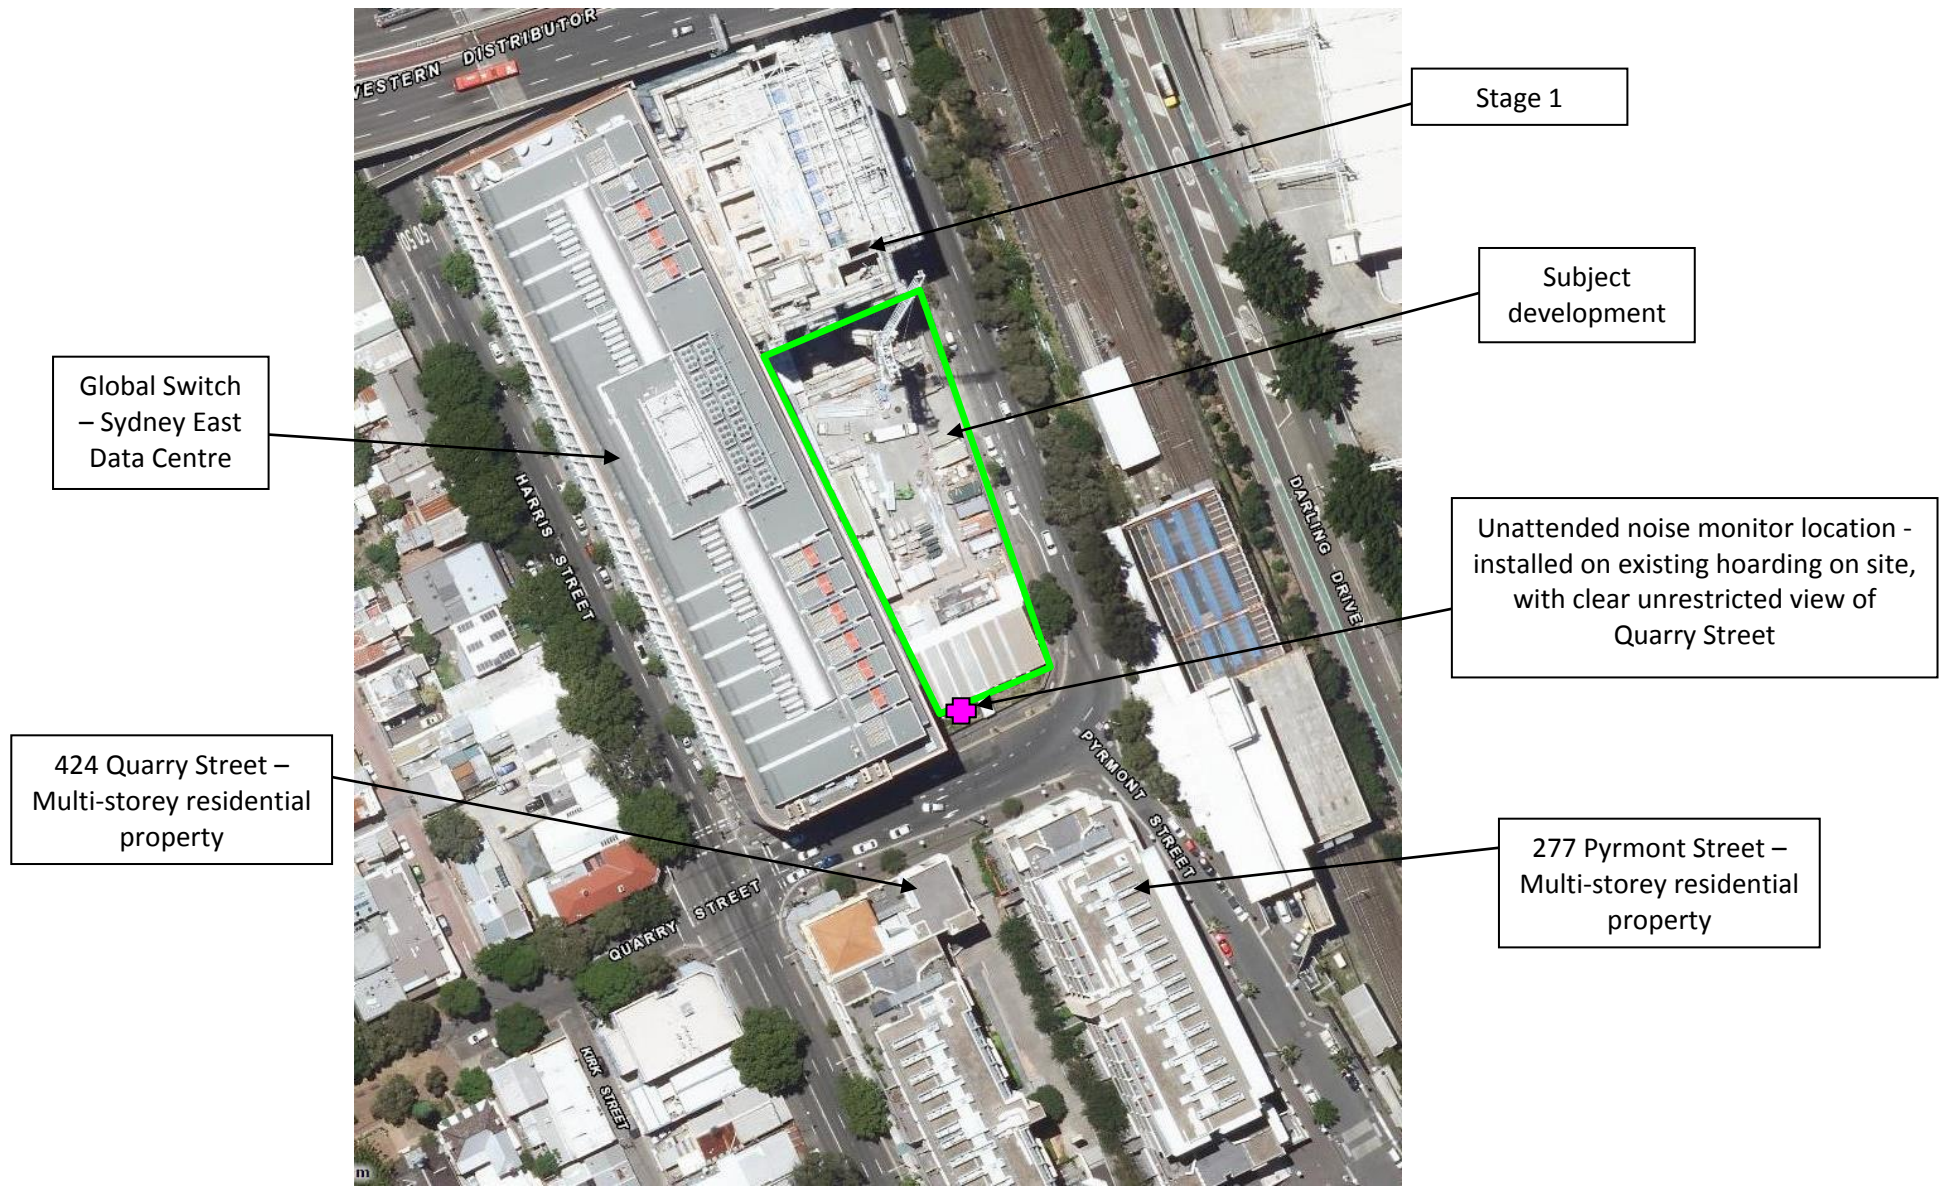 WESTERN DISTRIBUTOR
Stage 1
Subject
development
Global Switch
– Sydney East
Data Centre
HARRIS STREET
DARLING DRIVE
Unattended noise monitor location -
installed on existing hoarding on site,
with clear unrestricted view of
Quarry Street
424 Quarry Street –
Multi-storey residential
property
PYRMONT STREET
277 Pyrmont Street –
Multi-storey residential
property
QUARRY STREET
KIRK STREET
m